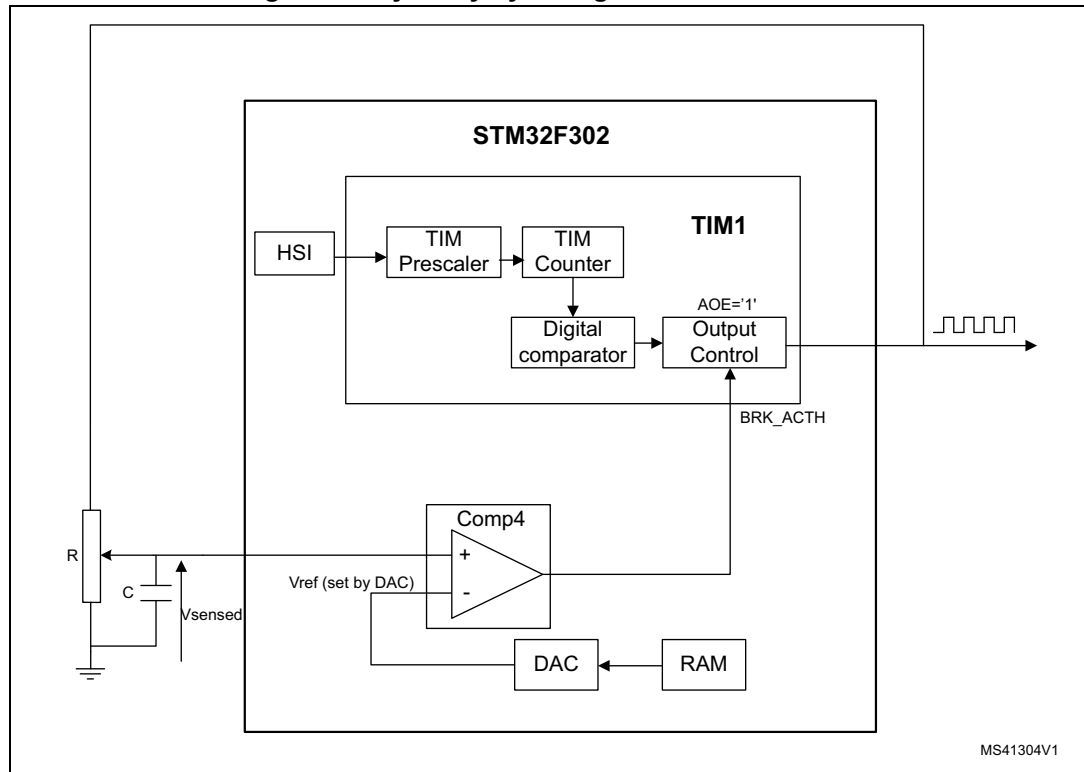 STM32F302
TIM1
HSI
TIM
Prescaler
TIM
Counter
AOE='1'
Digital
comparator
Output
Control
BRK_ACTH
Comp4
R
+
Vref (set by DAC)
-
C
Vsensed
DAC
RAM
MS41304V1